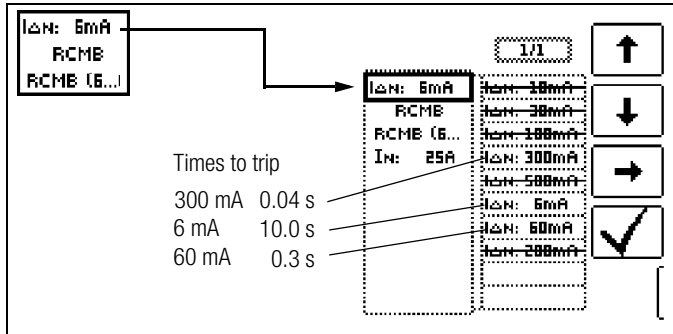 I∆N: 6mA
RCMB
RCMB (6...
1/1
I∆N: 6mA
RCMB
RCMB (6...
IN: 25A
I∆N: 10mA
I∆N: 30mA
I∆N: 100mA
I∆N: 300mA
I∆N: 500mA
I∆N: 6mA
I∆N: 60mA
I∆N: 200mA
Times to trip
300 mA 0.04 s
6 mA 10.0 s
60 mA 0.3 s